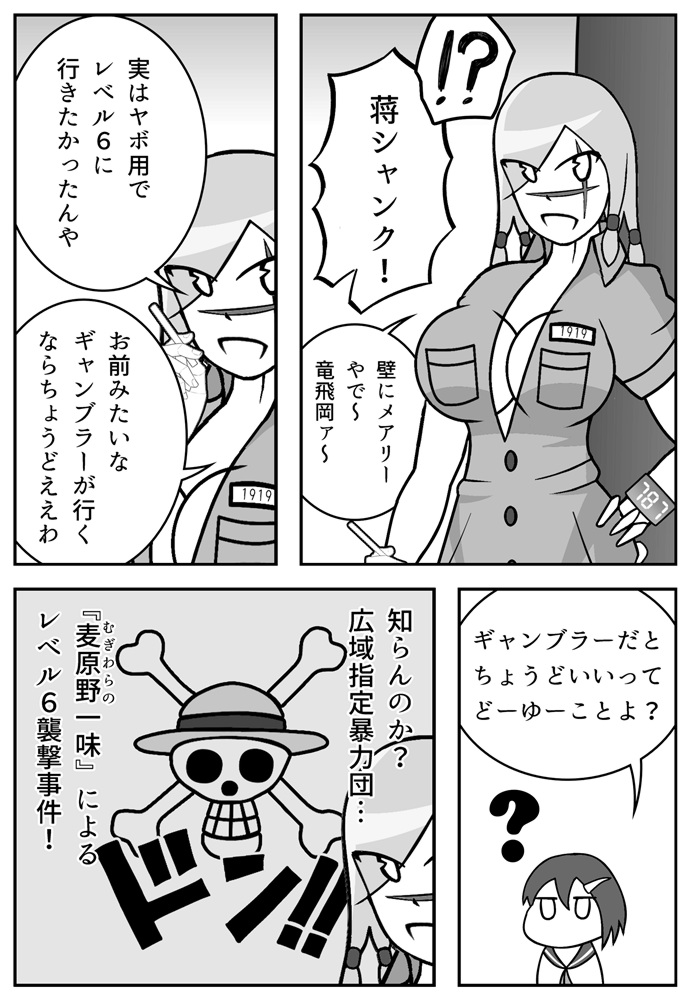 !?
蒋シャンク！
1919
壁にメアリー
やで～
竜飛岡ァ～
787
実はヤボ用で
レベル６に
行きたかったんや
お前みたいな
ギャンブラーが行く
ならちょうどええわ
1919
ギャンブラーだと
ちょうどいいって
どーゆーことよ？
?
知らんのか？
広域指定暴力団…
『麦原野一味』による
むぎわらの
レベル６襲撃事件！
ドン!!